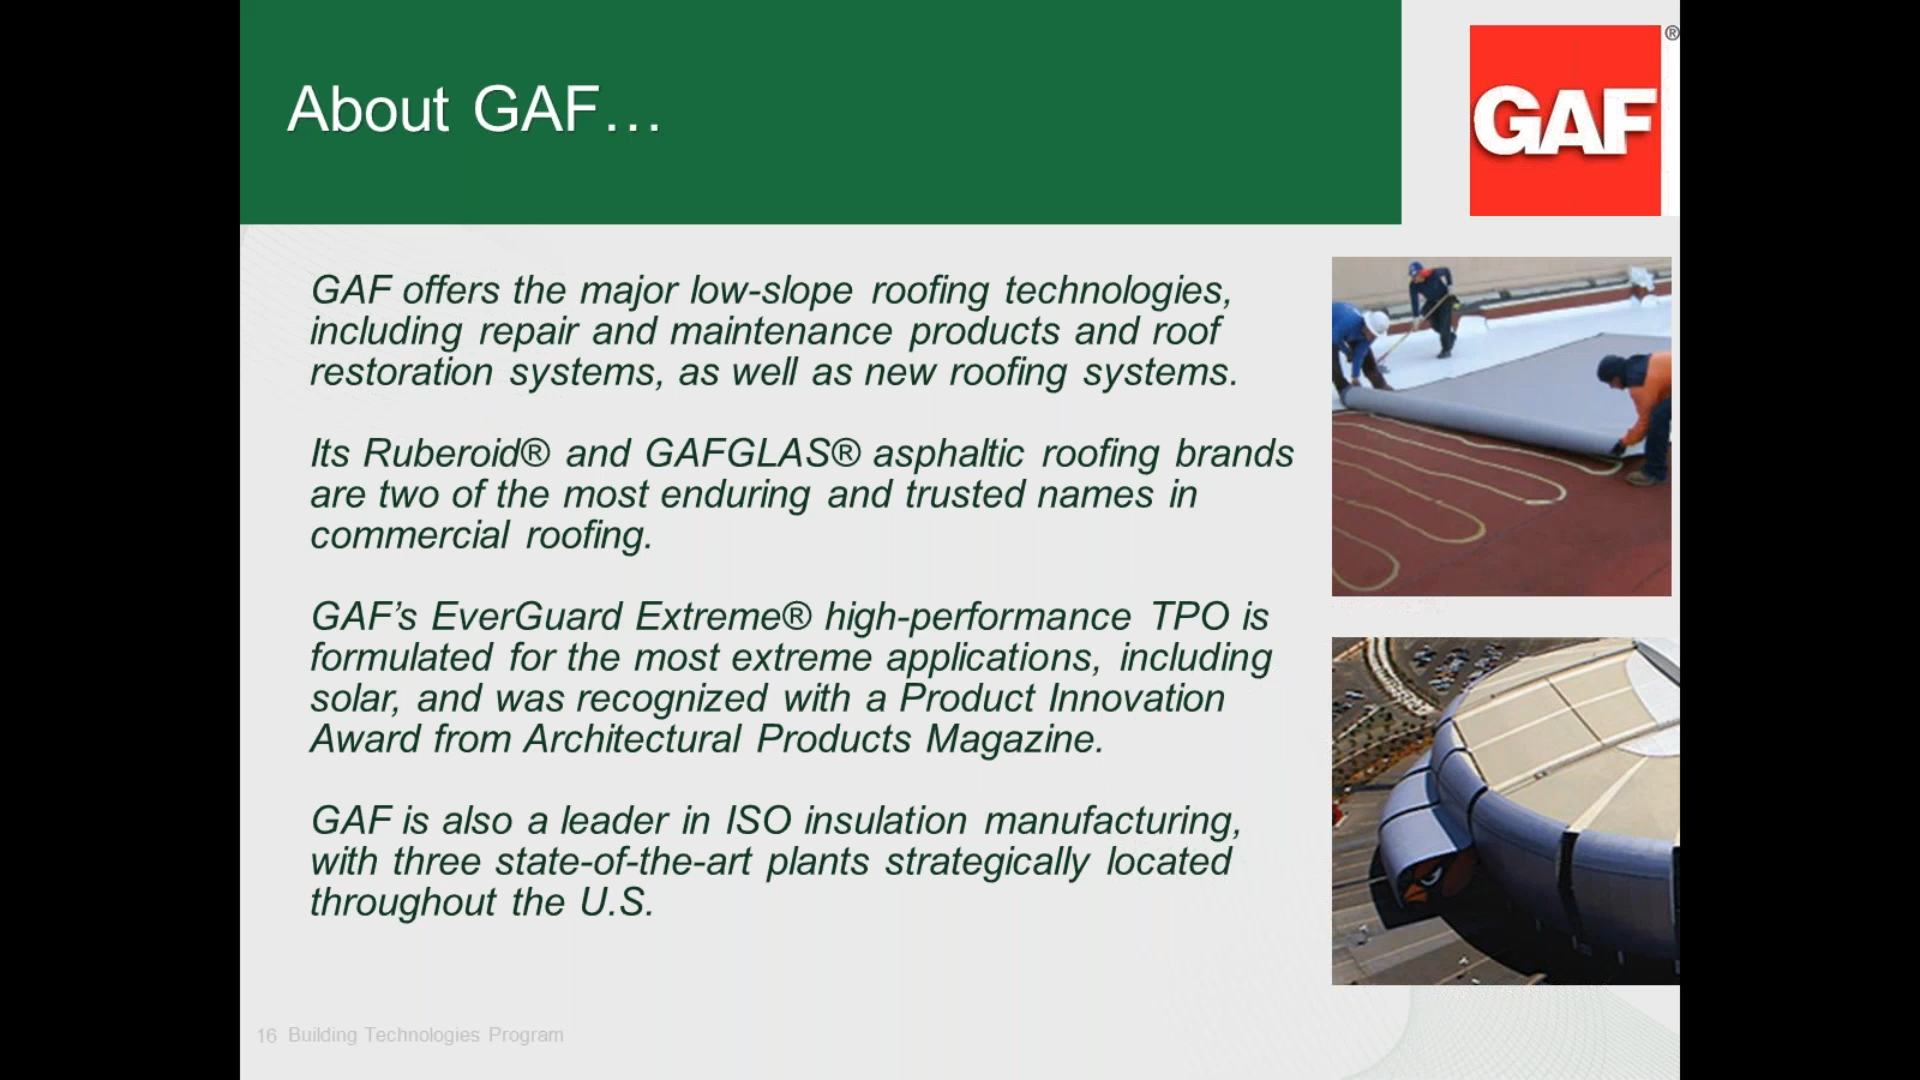 About GAF…
®
GAF
GAF offers the major low-slope roofing technologies,
including repair and maintenance products and roof
restoration systems, as well as new roofing systems.
Its Ruberoid® and GAFGLAS® asphaltic roofing brands
are two of the most enduring and trusted names in
commercial roofing.
GAF’s EverGuard Extreme® high-performance TPO is
formulated for the most extreme applications, including
solar, and was recognized with a Product Innovation
Award from Architectural Products Magazine.
GAF is also a leader in ISO insulation manufacturing,
with three state-of-the-art plants strategically located
throughout the U.S.
16 Building Technologies Program